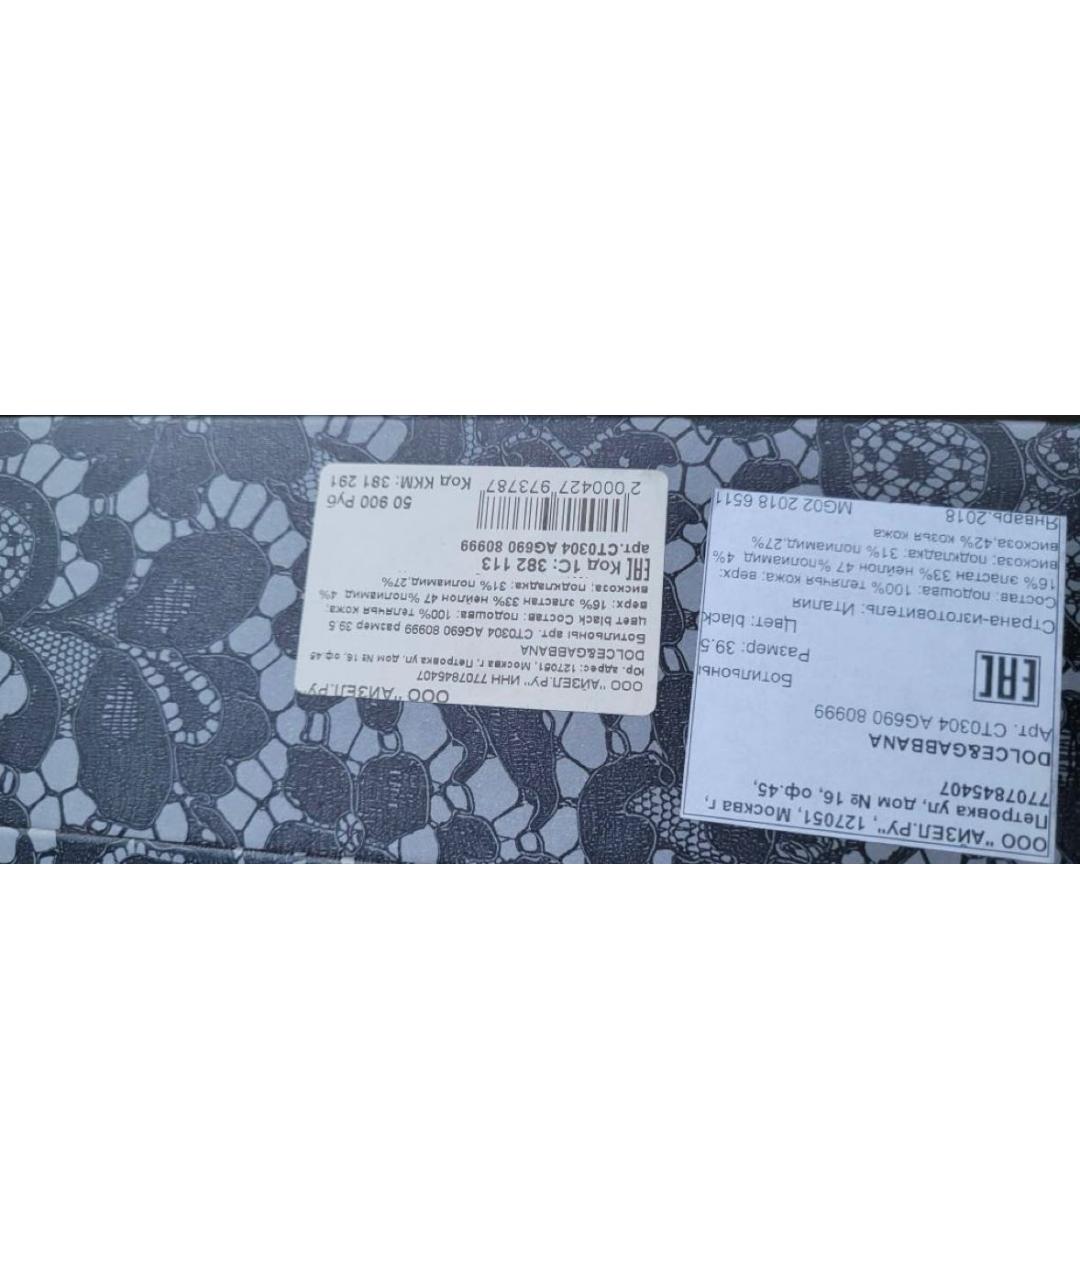 ООО "АЙЗЕЛ.РУ", 127051, Москва г,
Петровка ул, дом № 16, оф.45,
7707845407
DOLCE&GABBANA
Арт. CT0304 AG690 80999
EAC
Ботильоны
Размер: 39.5
Цвет: black
Страна-изготовитель: Италия
Состав: подошва: 100% телячья кожа; верх:
16% эластан 33% нейлон 47 %полиамид 4%
вискоза; подкладка: 31% полиамид,27%
вискоза,42% козья кожа
Январь,2018 MG02 2018 6511
ООО "АЙЗЕЛ.РУ
ООО "АЙЗЕЛ.РУ" ИНН 7707845407
Юр. адрес: 127051, Москва г, Петровка ул, дом № 16, оф.45
DOLCE&GABBANA
Ботильоны арт. CT0304 AG690 80999 размер 39.5
цвет black Состав: подошва: 100% телячья кожа;
верх: 16% эластан 33% нейлон 47 %полиамид 4%
вискоза; подкладка: 31% полиамид,27%
EAC Код 1С: 382 113
арт.CT0304 AG690 80999
50 900 Руб
2 000427 973787 Код ККМ: 381 291